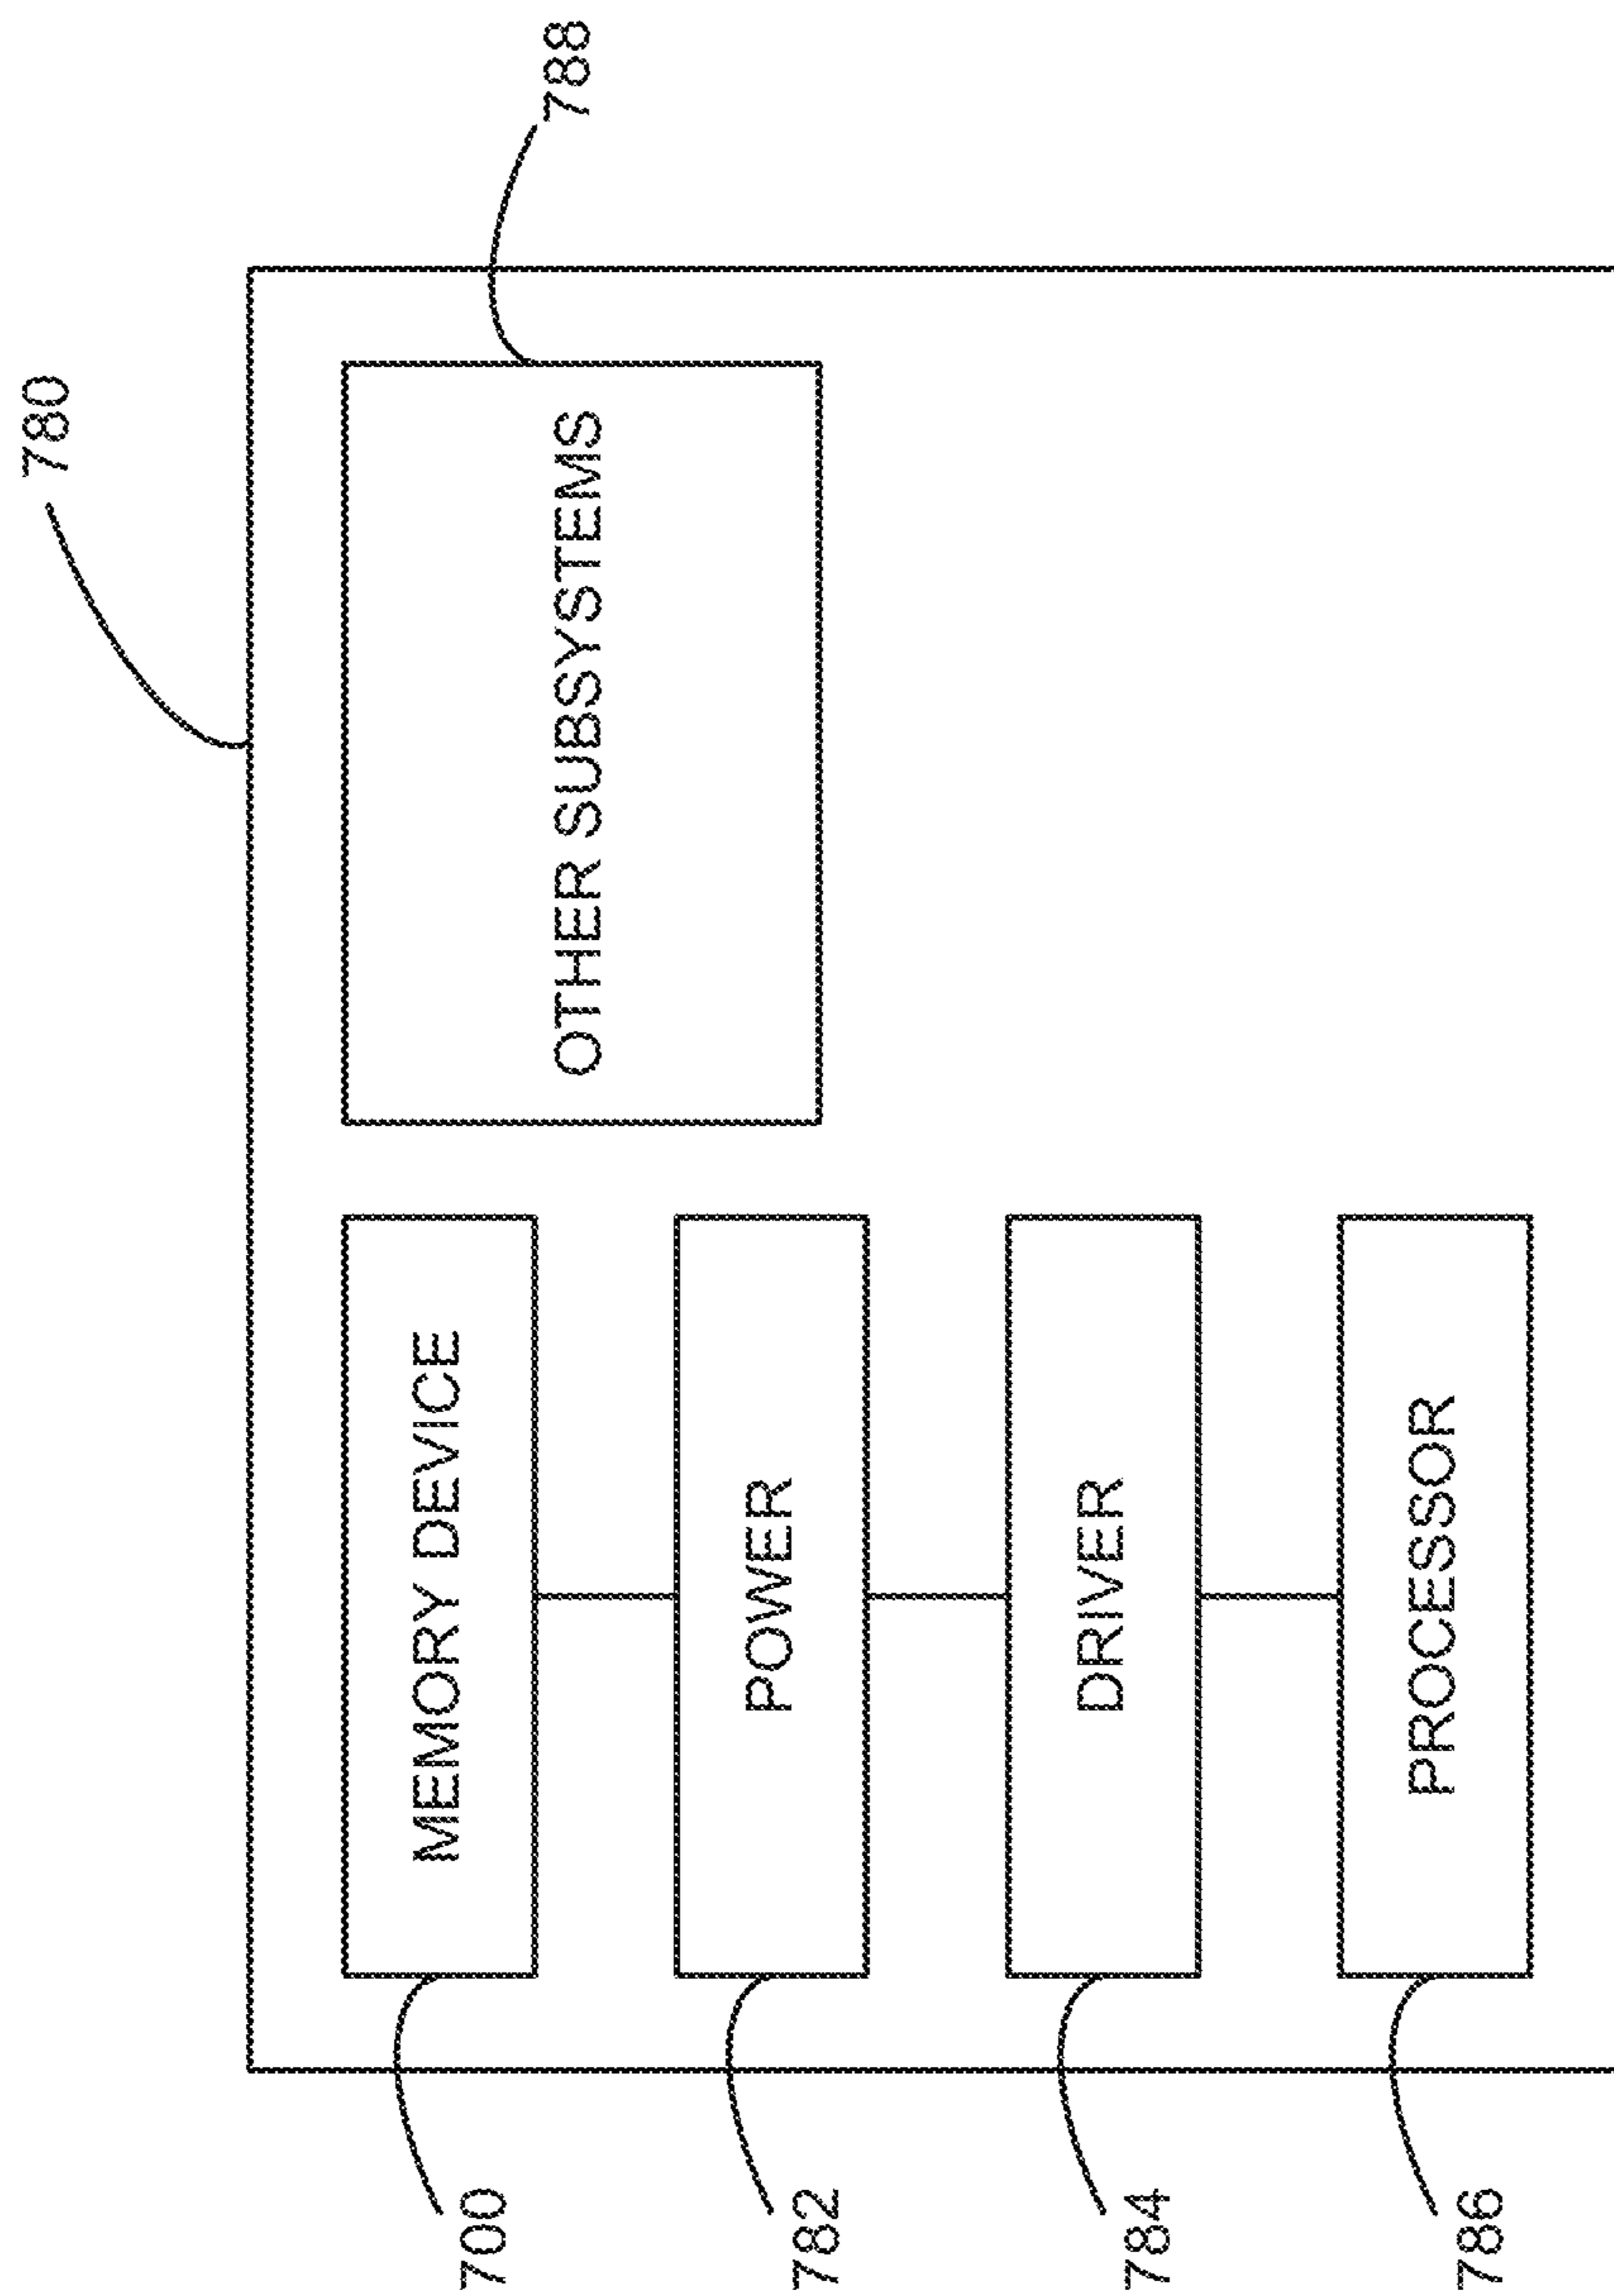 780
700
MEMORY DEVICE
OTHER SUBSYSTEMS
788
782
POWER
784
DRIVER
786
PROCESSOR